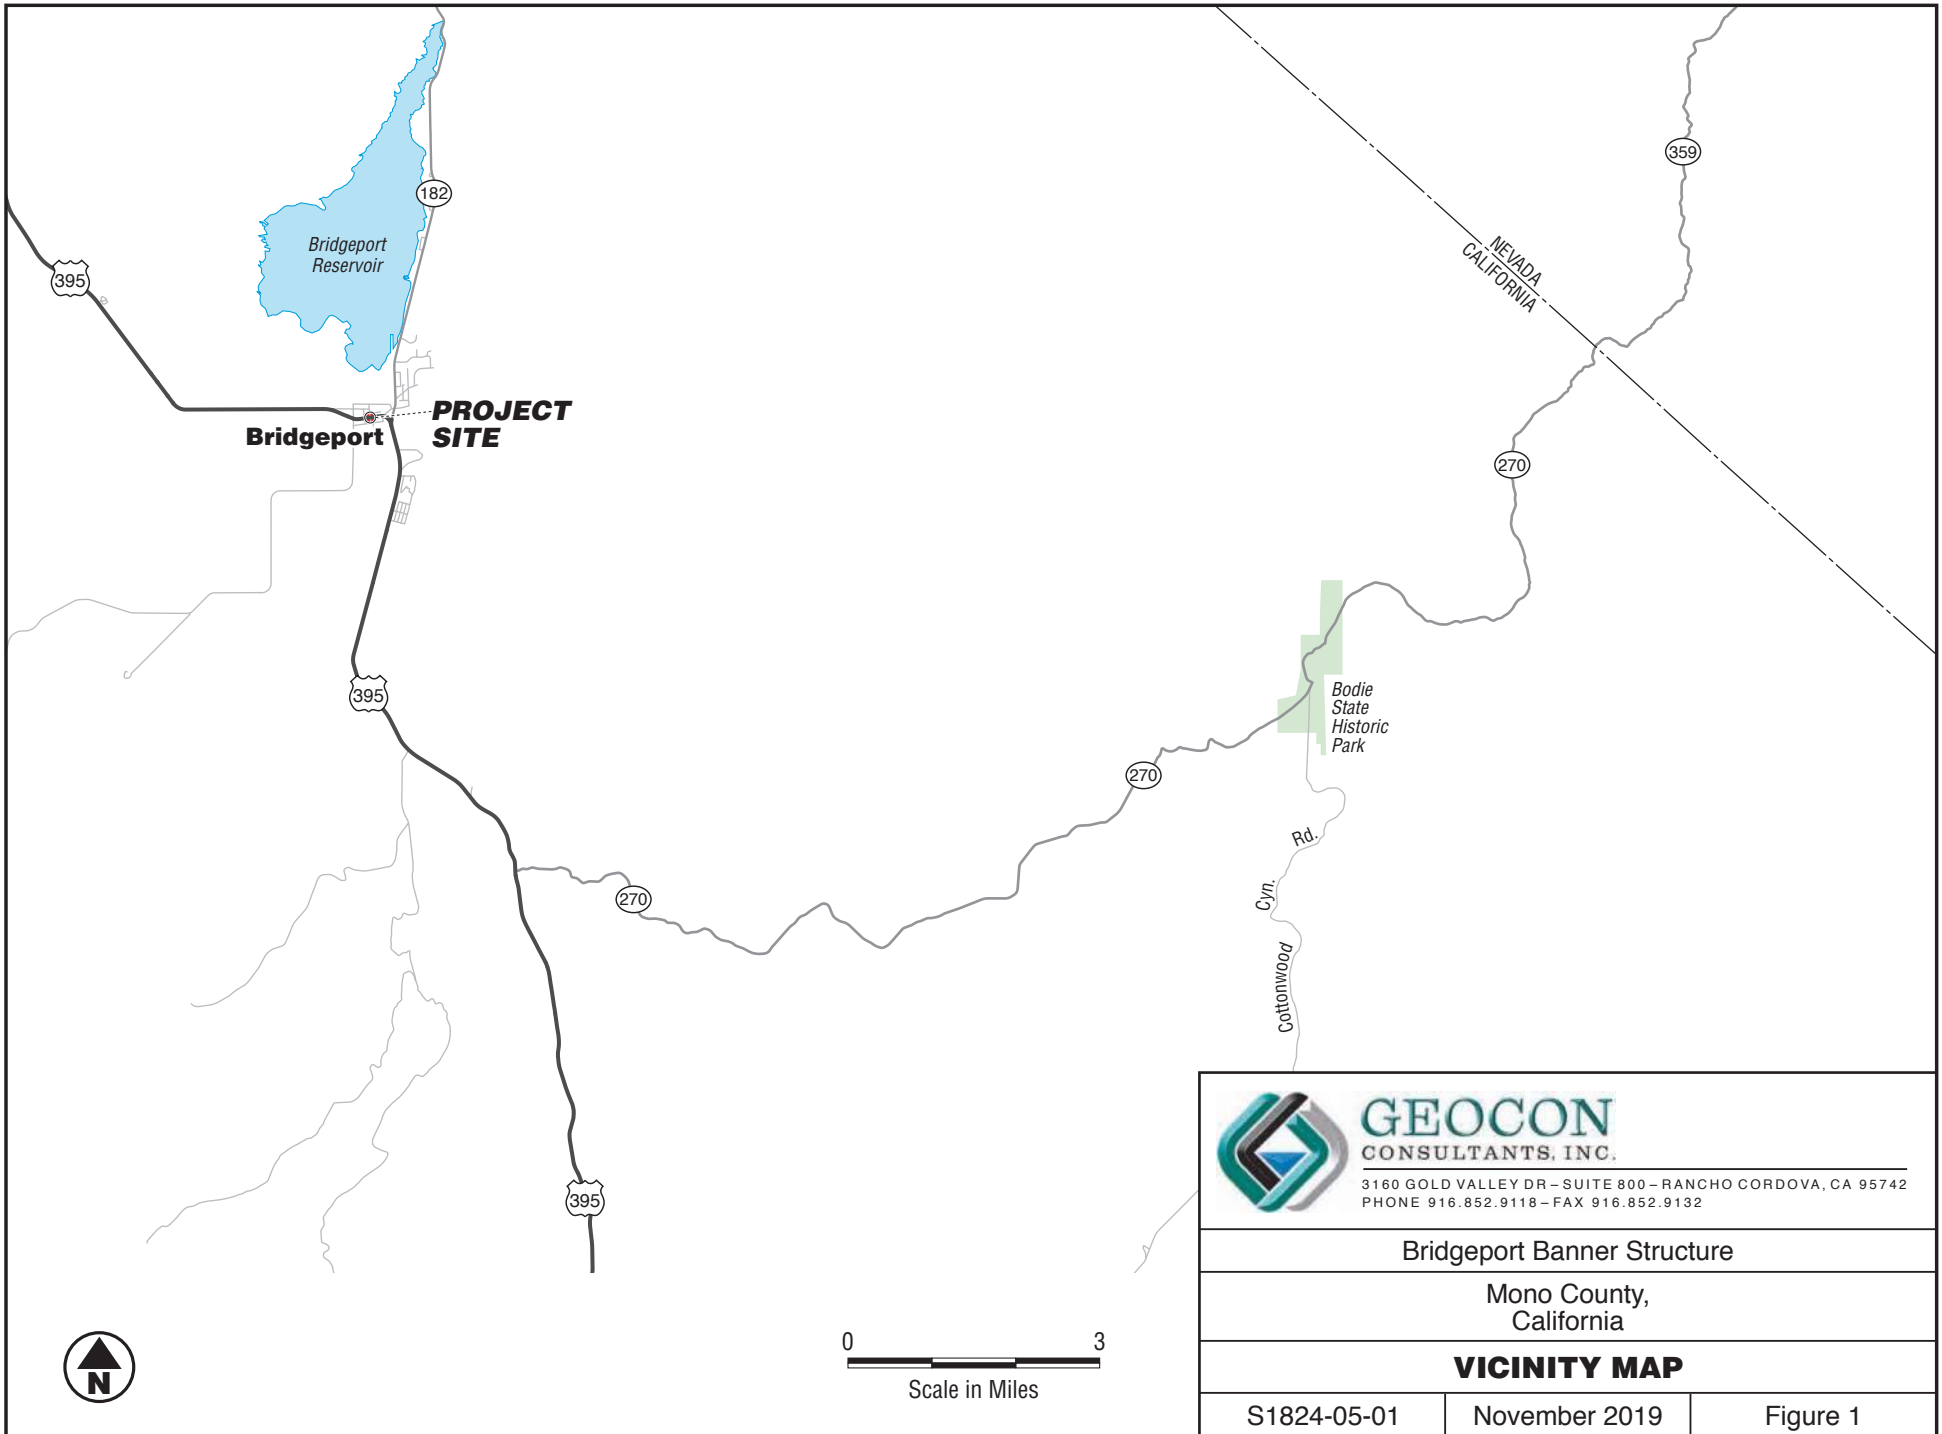 359
182
NEVADA
CALIFORNIA
Bridgeport
Reservoir
395
PROJECT
SITE
Bridgeport
270
395
Bodie
State
Historic
Park
270
Rd.
Cyn.
270
Cottonwood
395
GEOCON
CONSULTANTS, INC.
3160 GOLD VALLEY DR – SUITE 800 – RANCHO CORDOVA, CA 95742
PHONE 916.852.9118 – FAX 916.852.9132
Bridgeport Banner Structure
Mono County,
California
VICINITY MAP
S1824-05-01
November 2019
Figure 1
0
3
Scale in Miles
N